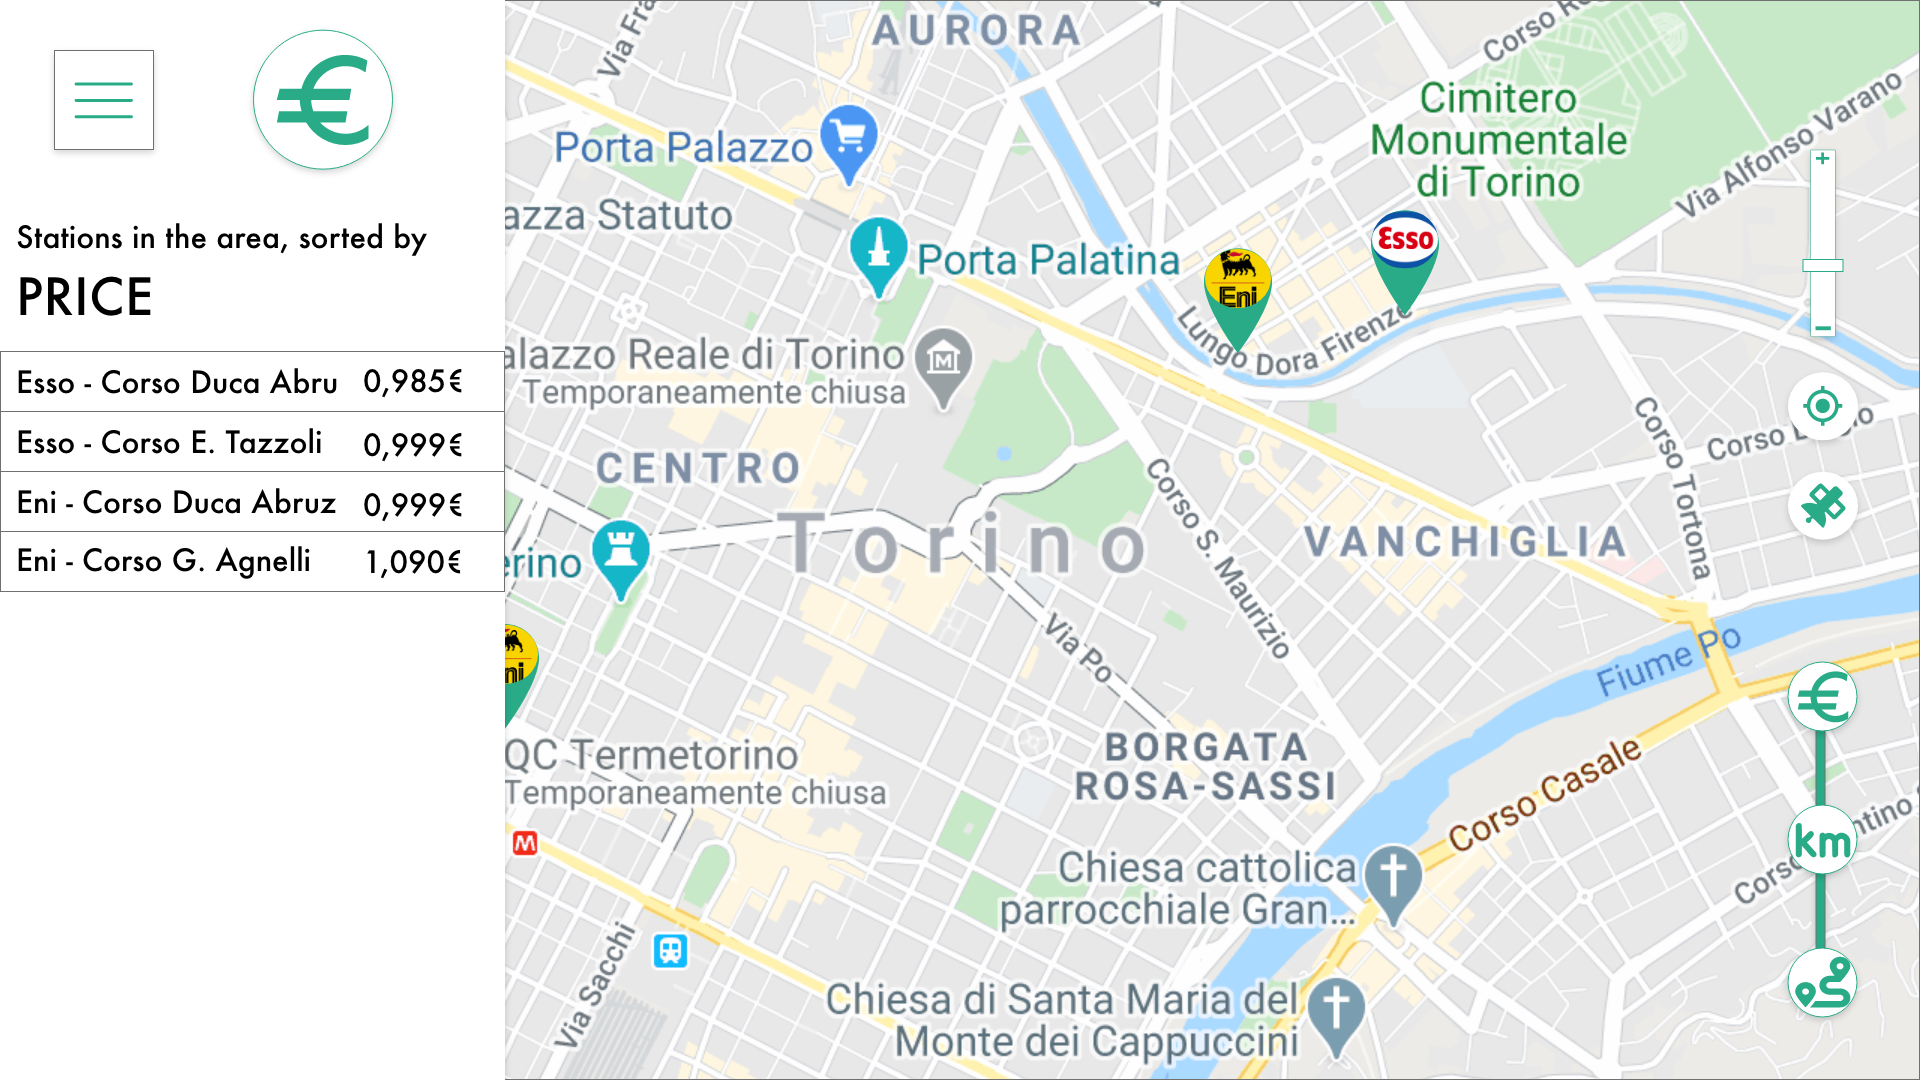 €
Stations in the area, sorted by
PRICE
Esso - Corso Duca Abru 0,985€
Esso - Corso E. Tazzoli 0,999€
Eni - Corso Duca Abruz 0,999€
Eni - Corso G. Agnelli 1,090€
AURORA
Via Fra
Corso Ro
Cimitero
Monumentale
di Torino
Porta Palazzo
Via Alfonso Varano
+
−
azza Statuto
Porta Palatina
Esso
Eni
Lungo Dora Firenze
alazzo Reale di Torino
Temporaneamente chiusa
M
CENTRO
Corso S. Maurizio
Corso Tortona
Corso
Torino
VANCHIGLIA
erino
Via Po
Fiume Po
ni
€
QC Termetorino
Temporaneamente chiusa
BORGATA
ROSA-SASSI
Corso Casale
M
km
ntino
Corso
Chiesa cattolica
parrocchiale Gran...
Via Sacchi
Chiesa di Santa Maria del
Monte dei Cappuccini